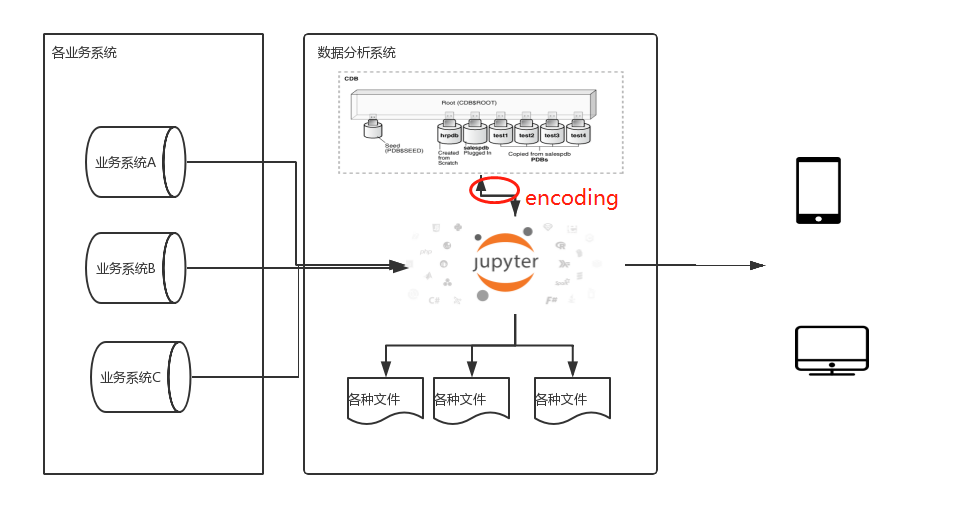 各业务系统
数据分析系统
CDB
Root (CDB$ROOT)
Seed
(PDB$SEED)
hrpdb
salespdb
test1
test2
test3
test4
Created
from
Scratch
Plugged In
Copied from salespdb
PDBs
业务系统A
encoding
php
R
jupyter
业务系统B
C#
F#
业务系统C
各种文件
各种文件
各种文件